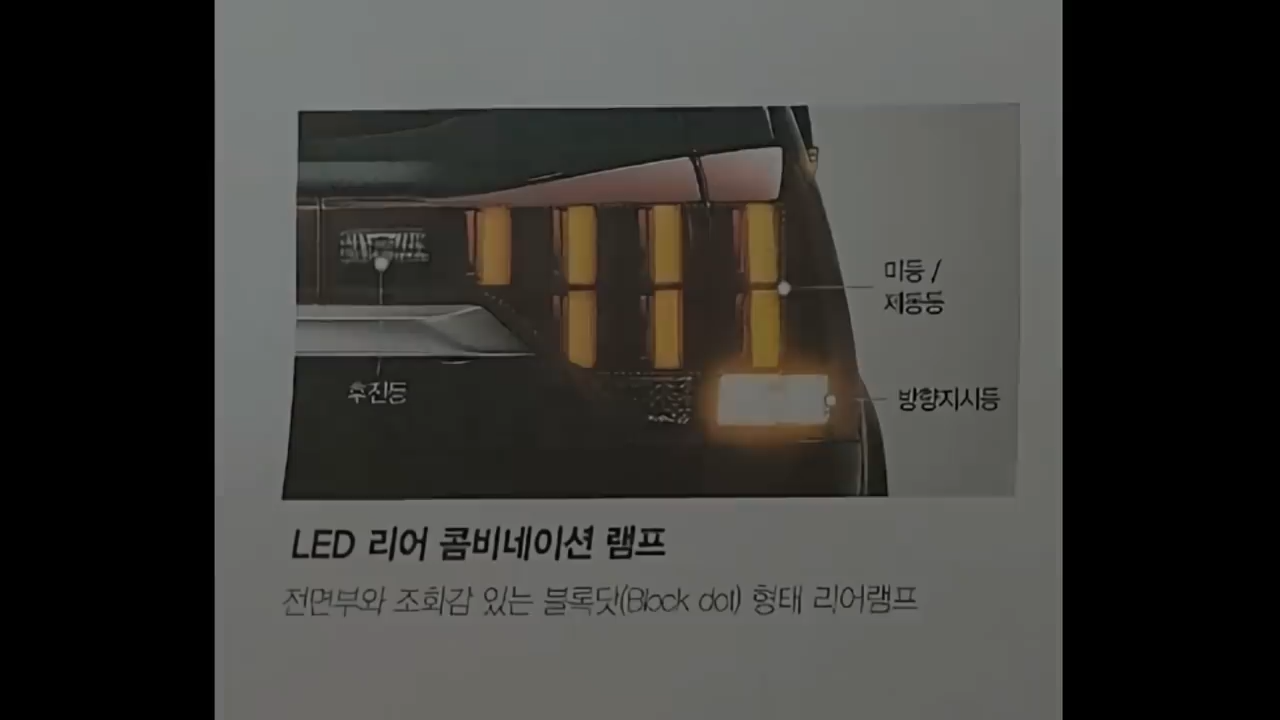 미등 /
제동등
후진등
방향지시등
LED 리어 콤비네이션 램프
전면부와 조화감 있는 블록닷(Block dot) 형태 리어램프